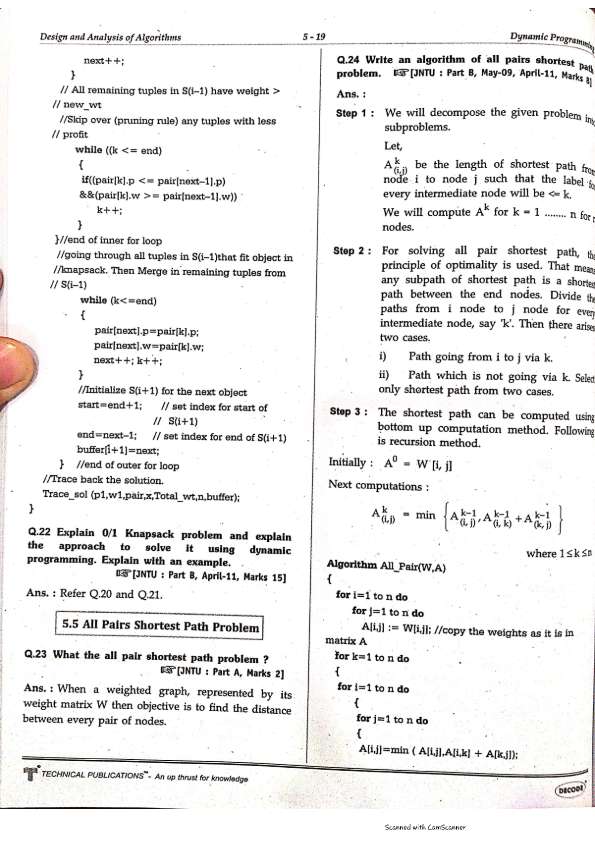 Design and Analysis of Algorithms
5 - 19
Dynamic Programming
next++;
}
// All remaining tuples in S(i–1) have weight >
// new_wt
//Skip over (pruning rule) any tuples with less
// profit
while ((k <= end)
{
if((pair[k].p <= pair[next–1].p)
&&(pair[k].w >= pair[next–1].w))
k++;
}
}//end of inner for loop
//going through all tuples in S(i–1)that fit object in
//knapsack. Then Merge in remaining tuples from
// S(i–1)
while (k<=end)
{
pair[next].p=pair[k].p;
pair[next].w=pair[k].w;
next++; k++;
}
//Initialize S(i+1) for the next object
start=end+1; // set index for start of
// S(i+1)
end=next–1; // set index for end of S(i+1)
buffer[i+1]=next;
} //end of outer for loop
//Trace back the solution.
Trace_sol (p1,w1,pair,x,Total_wt,n,buffer);
}
Q.22 Explain 0/1 Knapsack problem and explain
the approach to solve it using dynamic
programming. Explain with an example.
☞[JNTU : Part B, April-11, Marks 15]
Ans. : Refer Q.20 and Q.21.
5.5 All Pairs Shortest Path Problem
Q.23 What the all pair shortest path problem ?
☞[JNTU : Part A, Marks 2]
Ans. : When a weighted graph, represented by its
weight matrix W then objective is to find the distance
between every pair of nodes.
Q.24 Write an algorithm of all pairs shortest path
problem. ☞[JNTU : Part B, May-09, April-11, Marks 8]
Ans. :
Step 1 : We will decompose the given problem into
subproblems.
Let,
A^k_(i,j) be the length of shortest path from
node i to node j such that the label for
every intermediate node will be <= k.
We will compute A^k for k = 1 ........ n for n
nodes.
Step 2 : For solving all pair shortest path, the
principle of optimality is used. That means
any subpath of shortest path is a shortest
path between the end nodes. Divide the
paths from i node to j node for every
intermediate node, say 'k'. Then there arises
two cases.
i) Path going from i to j via k.
ii) Path which is not going via k. Select
only shortest path from two cases.
Step 3 : The shortest path can be computed using
bottom up computation method. Following
is recursion method.
Initially : A^0 = W [i, j]
Next computations :
A^k_(i,j) = min { A^k–1_(i, j), A^k–1_(i, k) + A^k–1_(k, j) }
where 1 ≤ k ≤ n
Algorithm All_Pair(W,A)
{
for i=1 to n do
for j=1 to n do
A[i,j] := W[i,j]; //copy the weights as it is in
matrix A
for k=1 to n do
{
for i=1 to n do
{
for j=1 to n do
{
A[i,j]=min ( A[i,j],A[i,k] + A[k,j]);
TECHNICAL PUBLICATIONS™ - An up thrust for knowledge
DECODE
Scanned with CamScanner